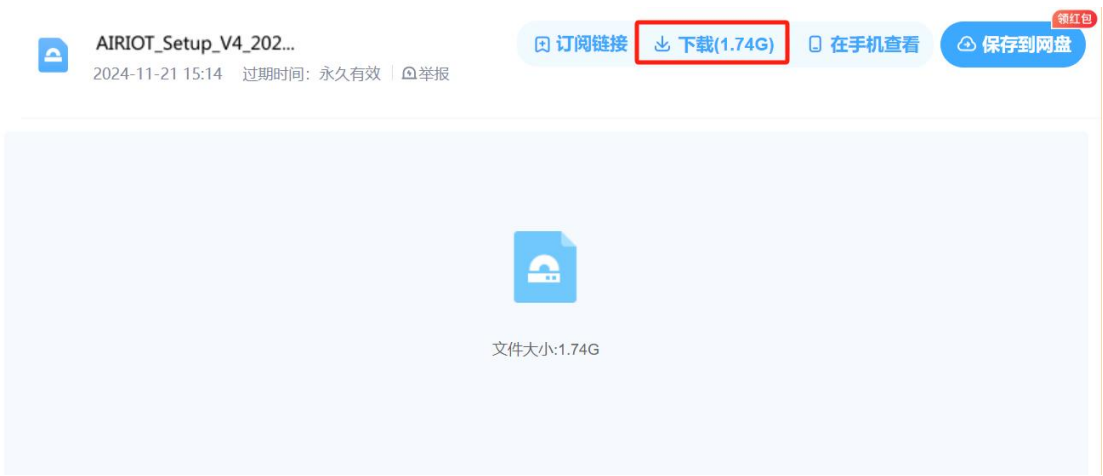 领红包
AIRIOT_Setup_V4_202...
订阅链接 下载(1.74G) 在手机查看 保存到网盘
2024-11-21 15:14 过期时间：永久有效 举报
文件大小:1.74G